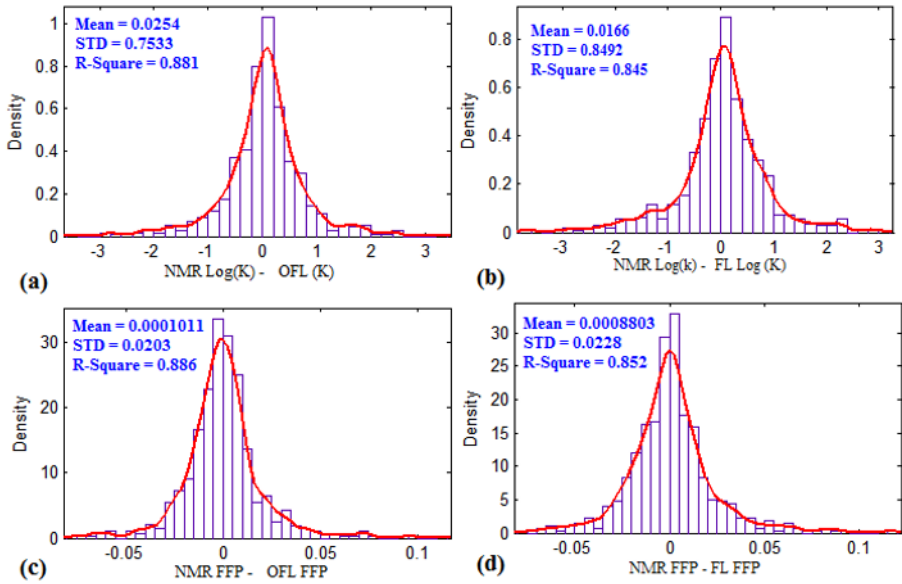 Mean = 0.0254
STD = 0.7533
R-Square = 0.881
1
0.8
0.6
0.4
0.2
0
Density
-3 -2 -1 0 1 2 3
NMR Log(K) - OFL (K)
(a)
Mean = 0.0166
STD = 0.8492
R-Square = 0.845
0.8
0.6
0.4
0.2
0
Density
-3 -2 -1 0 1 2 3
NMR Log(k) - FL Log (K)
(b)
Mean = 0.0001011
STD = 0.0203
R-Square = 0.886
30
20
10
0
Density
-0.05 0 0.05 0.1
NMR FFP - OFL FFP
(c)
Mean = 0.0008803
STD = 0.0228
R-Square = 0.852
30
25
20
15
10
5
0
Density
-0.05 0 0.05 0.1
NMR FFP - FL FFP
(d)